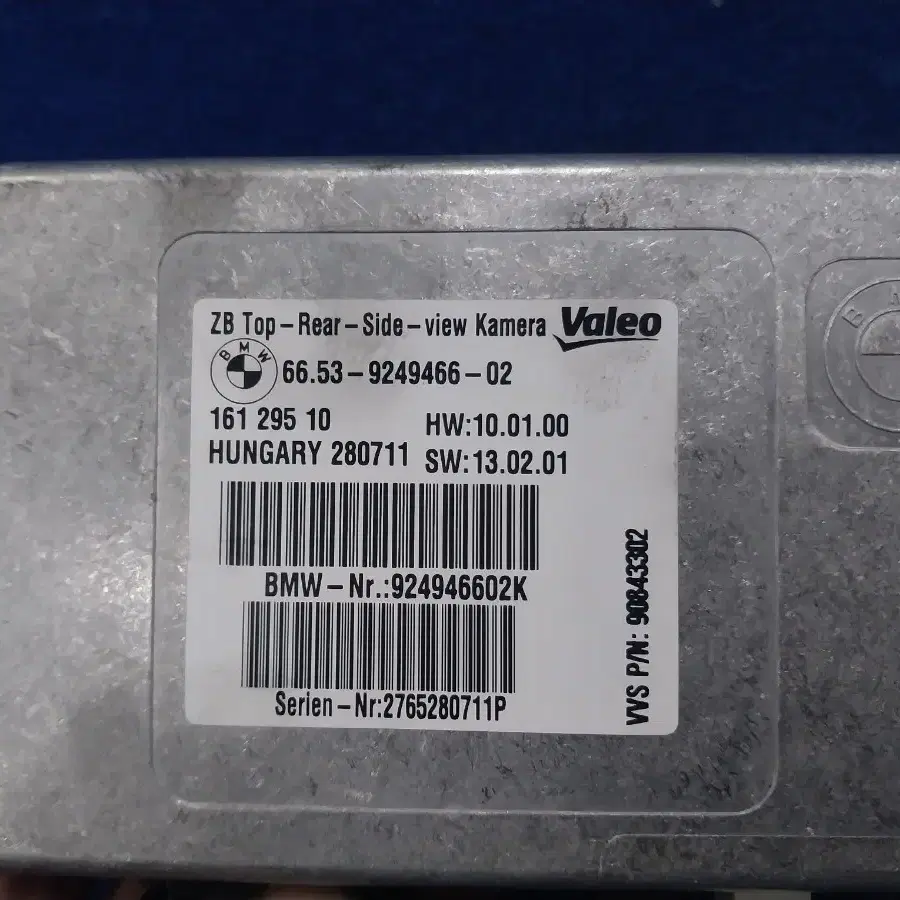 ZB Top-Rear-Side-view Kamera Valeo
BMW 66.53-9249466-02
161 295 10 HW:10.01.00
HUNGARY 280711 SW:13.02.01
BMW-Nr.:924946602K
Serien-Nr:2765280711P
VVS P/N: 90843302
BM